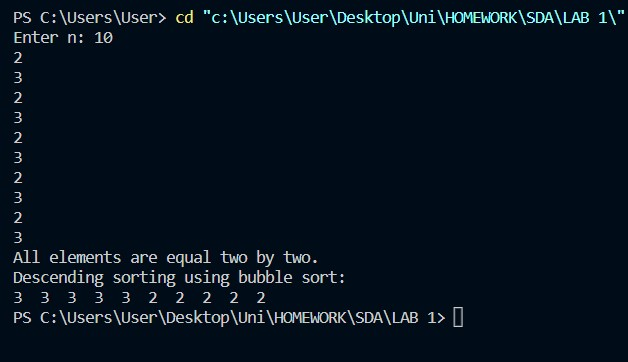 PS C:\Users\User> cd "c:\Users\User\Desktop\Uni\HOMEWORK\SDA\LAB 1\"
Enter n: 10
2
3
2
3
2
3
2
3
2
3
All elements are equal two by two.
Descending sorting using bubble sort:
3 3 3 3 3 2 2 2 2 2
PS C:\Users\User\Desktop\Uni\HOMEWORK\SDA\LAB 1>